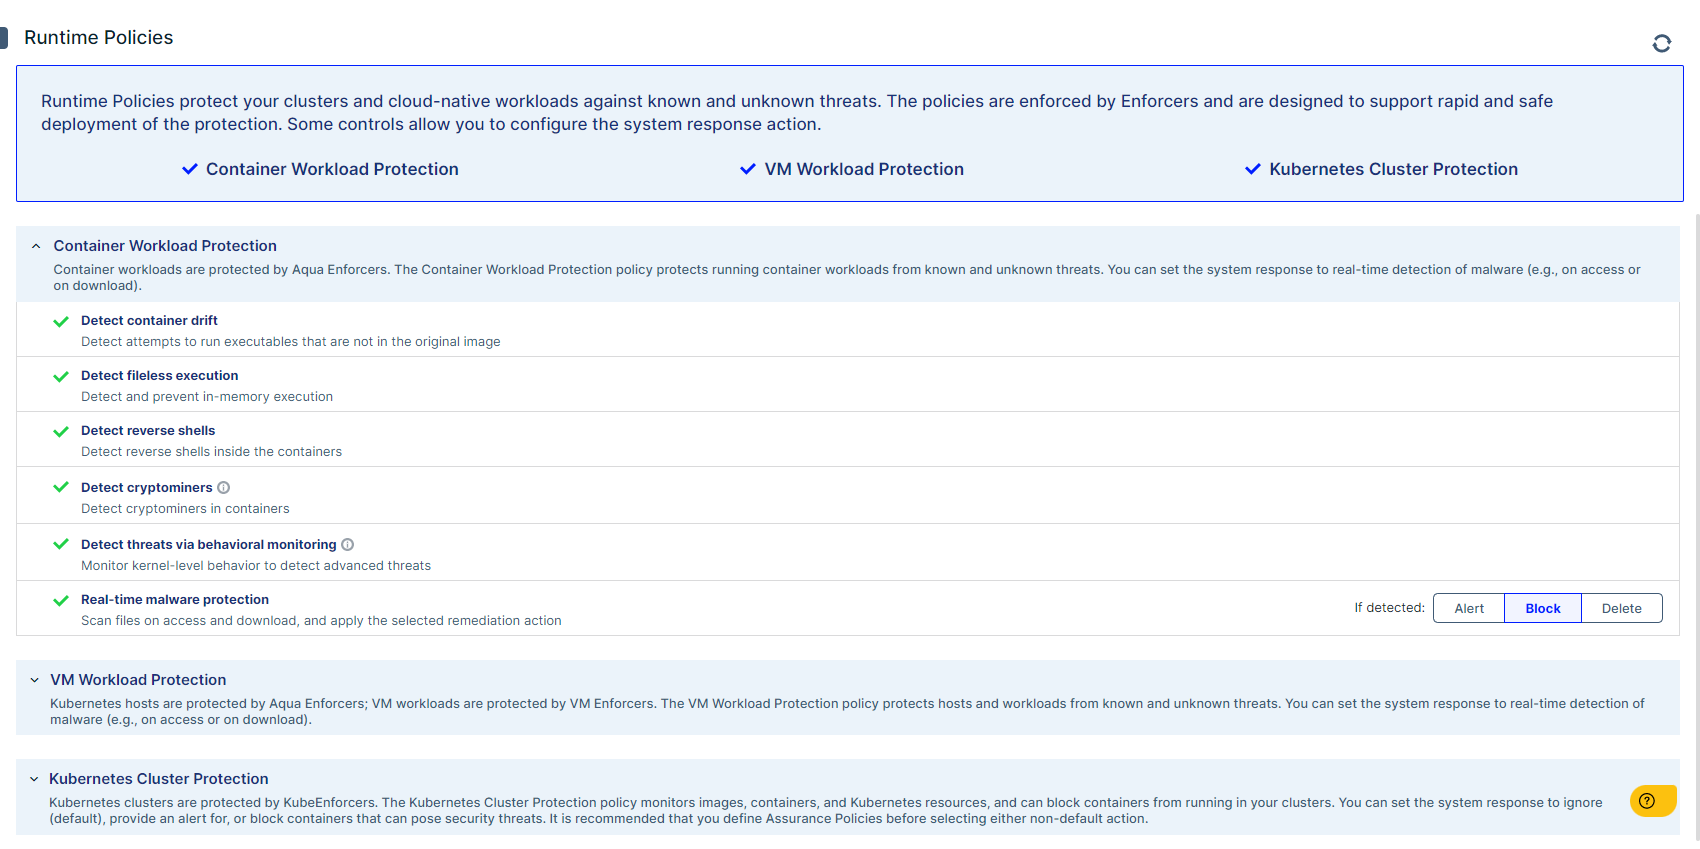 Runtime Policies
Runtime Policies protect your clusters and cloud-native workloads against known and unknown threats. The policies are enforced by Enforcers and are designed to support rapid and safe
deployment of the protection. Some controls allow you to configure the system response action.
Container Workload Protection
VM Workload Protection
Kubernetes Cluster Protection
Container Workload Protection
Container workloads are protected by Aqua Enforcers. The Container Workload Protection policy protects running container workloads from known and unknown threats. You can set the system response to real-time detection of malware (e.g., on access or
on download).
Detect container drift
Detect attempts to run executables that are not in the original image
Detect fileless execution
Detect and prevent in-memory execution
Detect reverse shells
Detect reverse shells inside the containers
Detect cryptominers
Detect cryptominers in containers
Detect threats via behavioral monitoring
Monitor kernel-level behavior to detect advanced threats
Real-time malware protection
Scan files on access and download, and apply the selected remediation action
If detected: Alert Block Delete
VM Workload Protection
Kubernetes hosts are protected by Aqua Enforcers; VM workloads are protected by VM Enforcers. The VM Workload Protection policy protects hosts and workloads from known and unknown threats. You can set the system response to real-time detection of
malware (e.g., on access or on download).
Kubernetes Cluster Protection
Kubernetes clusters are protected by KubeEnforcers. The Kubernetes Cluster Protection policy monitors images, containers, and Kubernetes resources, and can block containers from running in your clusters. You can set the system response to ignore
(default), provide an alert for, or block containers that can pose security threats. It is recommended that you define Assurance Policies before selecting either non-default action.